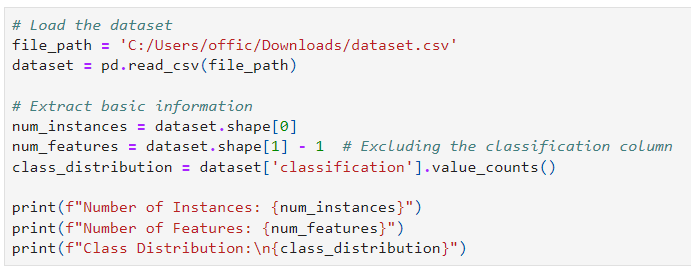 # Load the dataset
file_path = 'C:/Users/offic/Downloads/dataset.csv'
dataset = pd.read_csv(file_path)

# Extract basic information
num_instances = dataset.shape[0]
num_features = dataset.shape[1] - 1  # Excluding the classification column
class_distribution = dataset['classification'].value_counts()

print(f"Number of Instances: {num_instances}")
print(f"Number of Features: {num_features}")
print(f"Class Distribution:\n{class_distribution}")